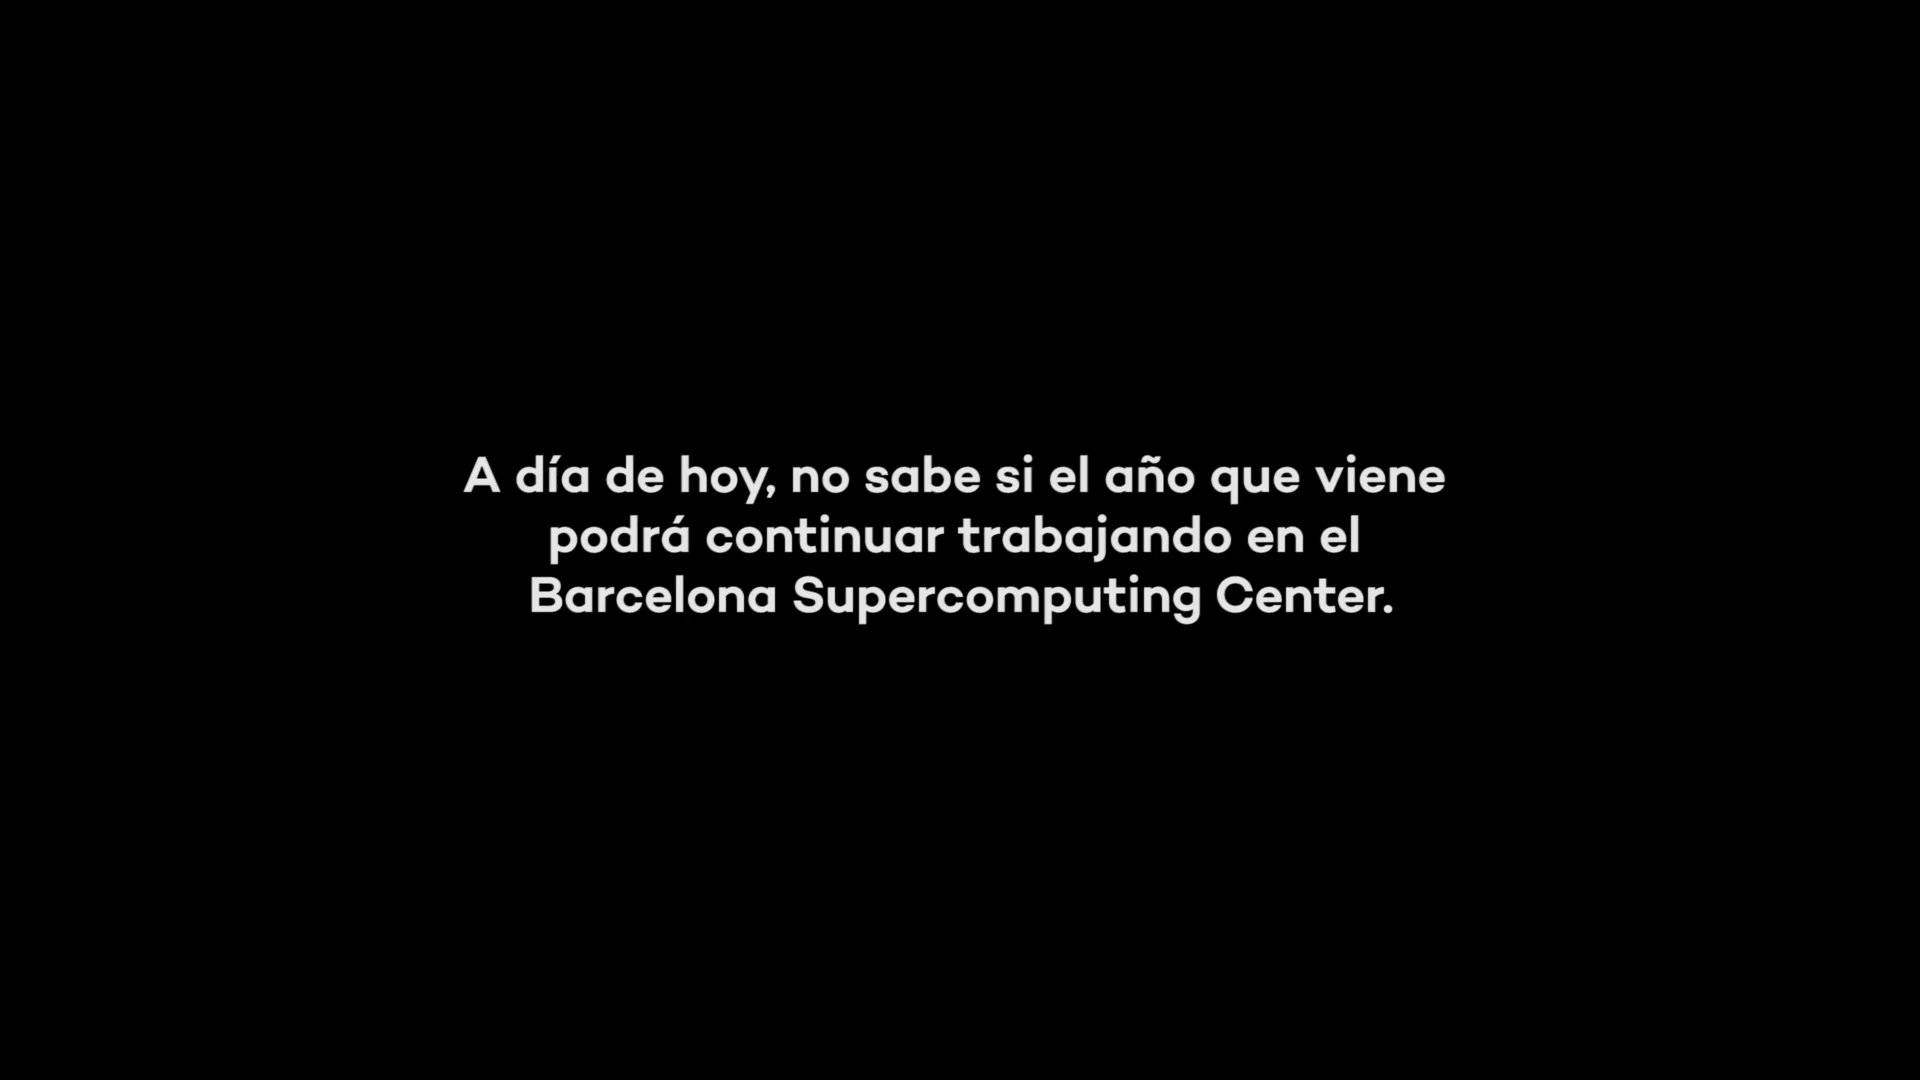 A día de hoy, no sabe si el año que viene
podrá continuar trabajando en el
Barcelona Supercomputing Center.